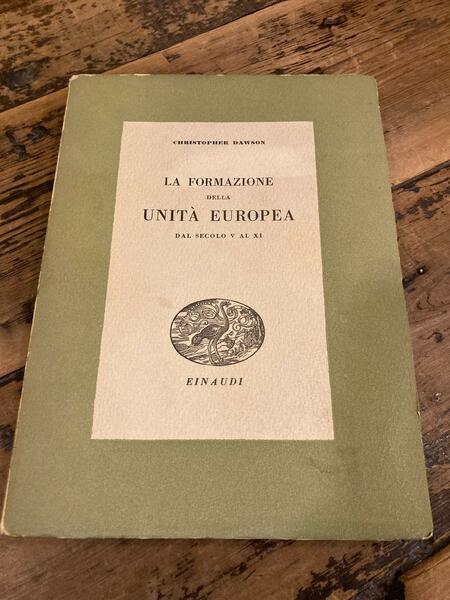 CHRISTOPHER DAWSON
LA FORMAZIONE
DELLA
UNITÀ EUROPEA
DAL SECOLO V AL XI
EINAUDI